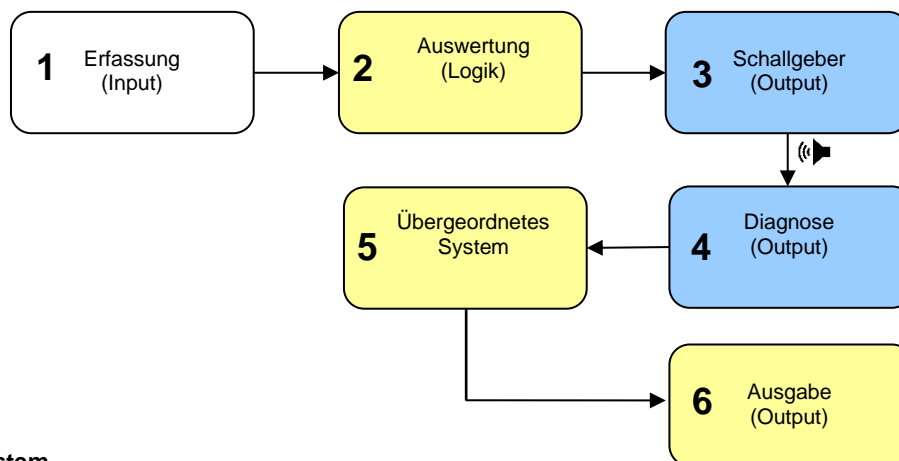 1 Erfassung
(Input)
2 Auswertung
(Logik)
3 Schallgeber
(Output)
5 Übergeordnetes
System
4 Diagnose
(Output)
6 Ausgabe
(Output)